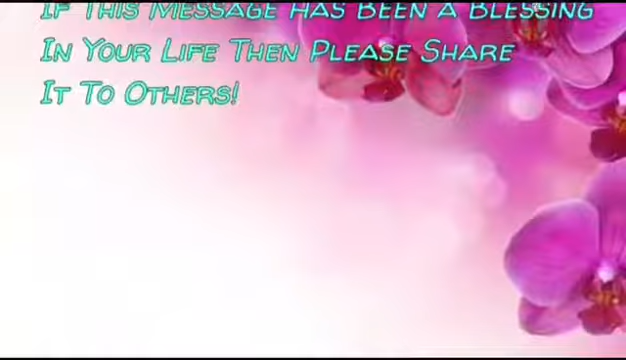 If This Message Has Been A Blessing
In Your Life Then Please Share
It To Others!